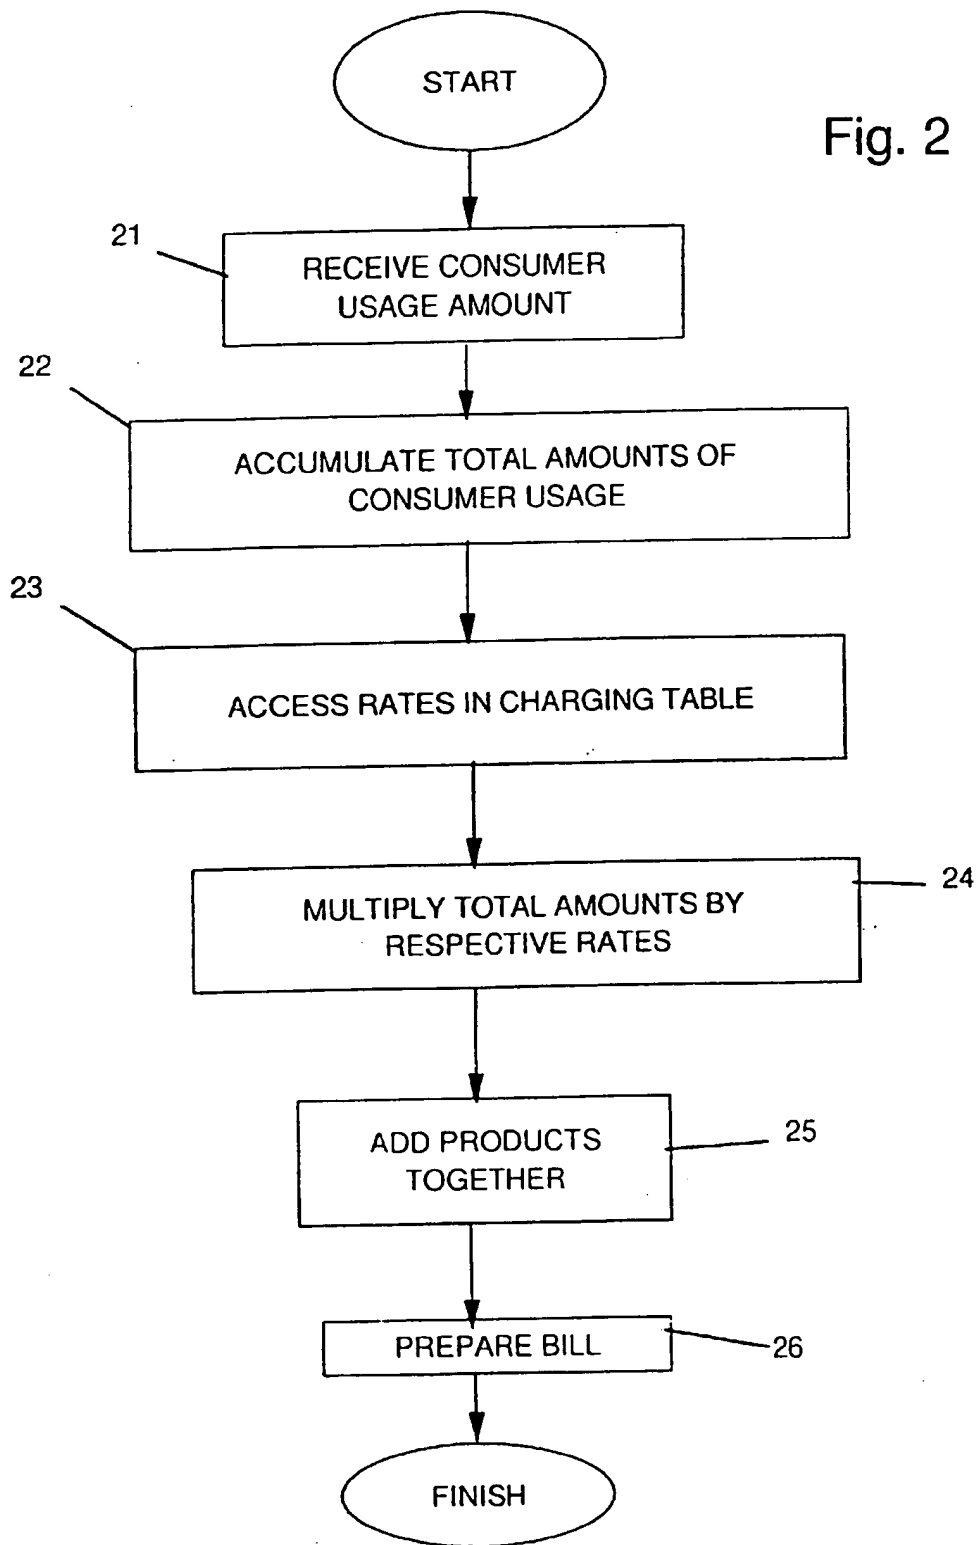 START
Fig. 2
21
RECEIVE CONSUMER
USAGE AMOUNT
22
ACCUMULATE TOTAL AMOUNTS OF
CONSUMER USAGE
23
ACCESS RATES IN CHARGING TABLE
24
MULTIPLY TOTAL AMOUNTS BY
RESPECTIVE RATES
25
ADD PRODUCTS
TOGETHER
PREPARE BILL
26
FINISH